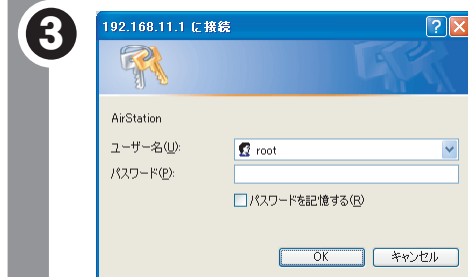 3
192.168.11.1 に接続
AirStation
ユーザー名(U):
root
パスワード(P):
パスワードを記憶する(R)
OK キャンセル